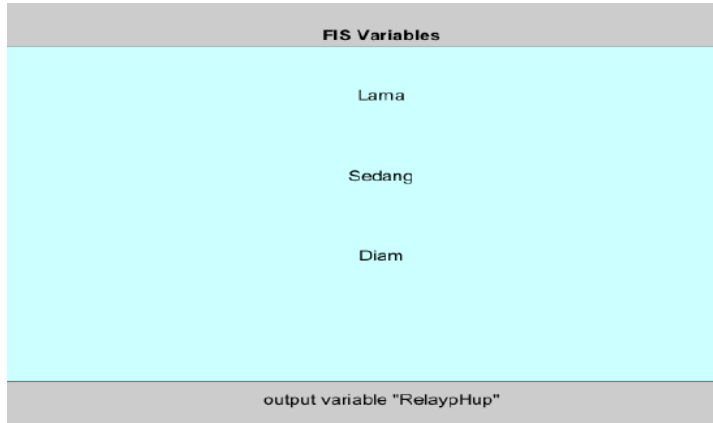 FIS Variables
Lama
Sedang
Diam
output variable "RelaypHup"